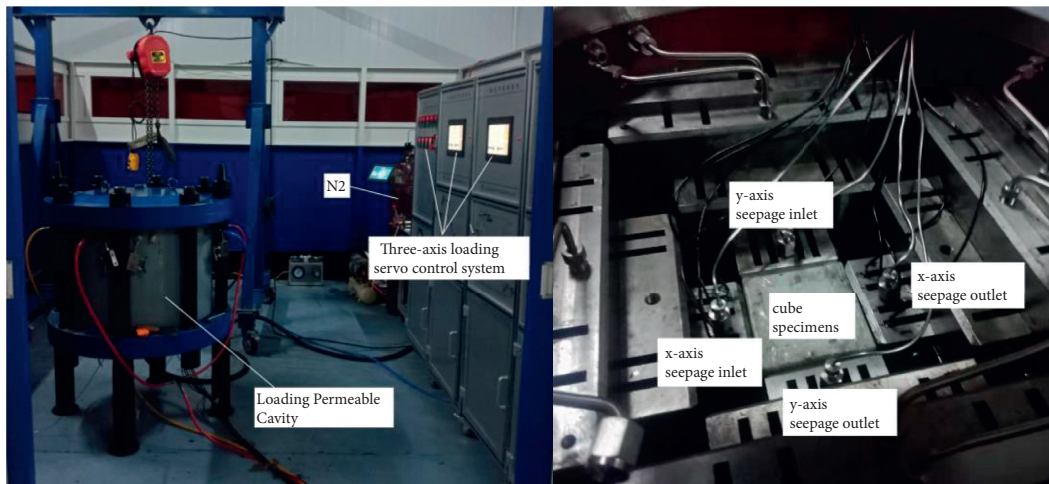 N2
Three-axis loading
servo control system
Loading Permeable
Cavity
y-axis
seepage inlet
x-axis
seepage outlet
cube
specimens
x-axis
seepage inlet
y-axis
seepage outlet